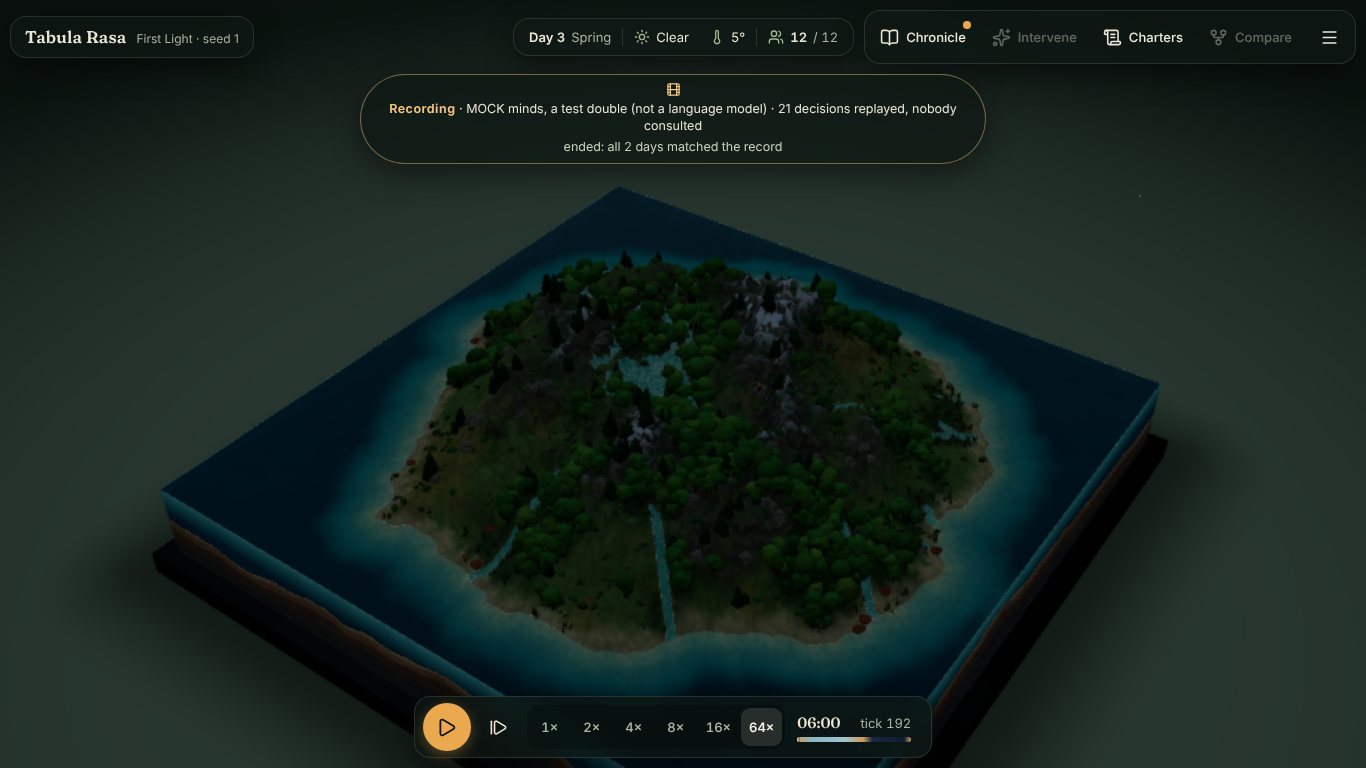 Tabula Rasa First Light · seed 1
Day 3 Spring Clear 5° 12 / 12
Chronicle Intervene Charters Compare
Recording · MOCK minds, a test double (not a language model) · 21 decisions replayed, nobody
consulted
ended: all 2 days matched the record
1× 2× 4× 8× 16× 64× 06:00 tick 192